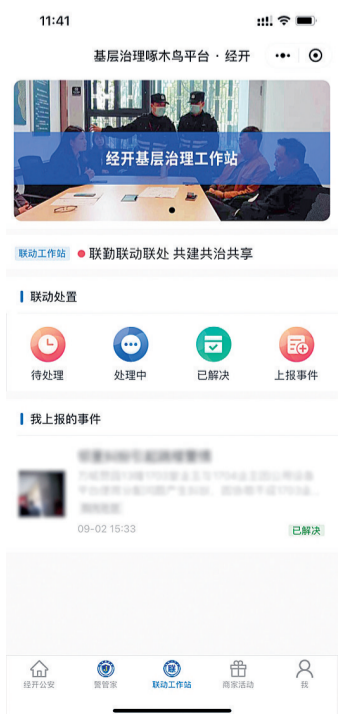 11:41
基层治理啄木鸟平台 · 经开
经开基层治理工作站
联动工作站 联勤联动联处 共建共治共享
联动处置
待处理 处理中 已解决 上报事件
我上报的事件
09-02 15:33 已解决
经开公安 警管家 联动工作站 商家活动 我